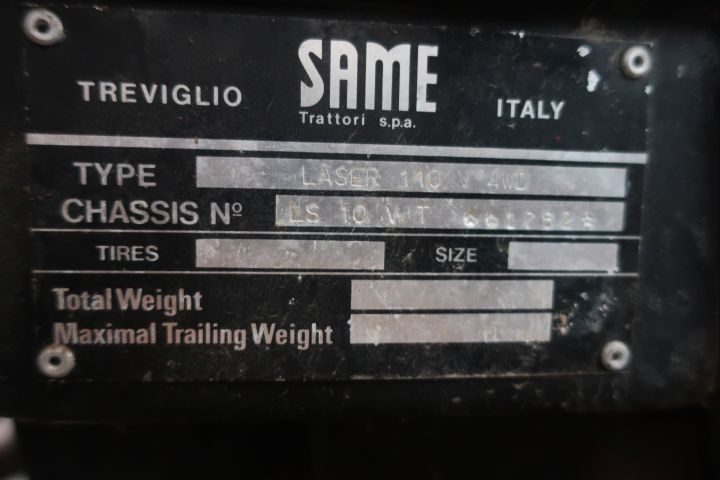 SAME
TREVIGLIO Trattori s.p.a. ITALY
TYPE LASER 110 V 4WD
CHASSIS Nº LS 10 V T
TIRES SIZE
Total Weight
Maximal Trailing Weight